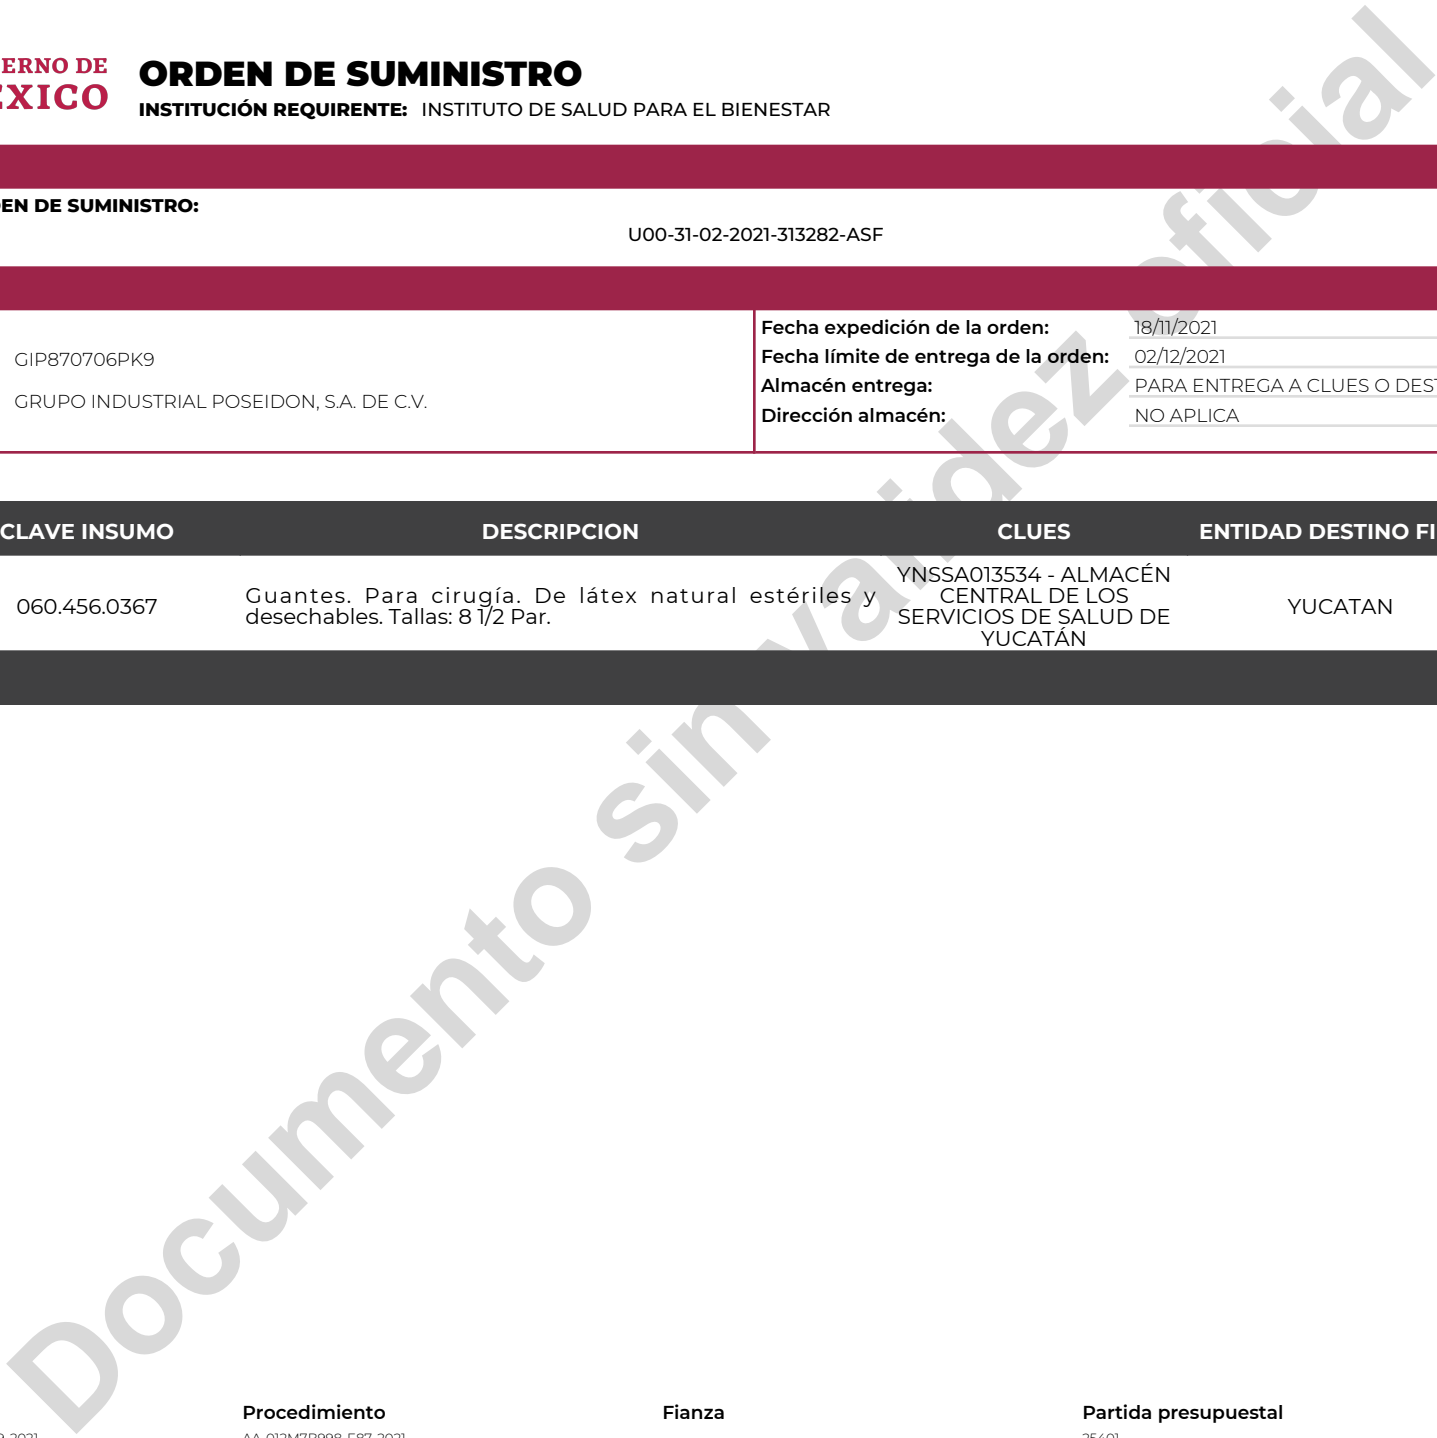 ERNO DE
ÉXICO
ORDEN DE SUMINISTRO
INSTITUCIÓN REQUIRENTE: INSTITUTO DE SALUD PARA EL BIENESTAR
EN DE SUMINISTRO:
U00-31-02-2021-313282-ASF
GIP870706PK9
GRUPO INDUSTRIAL POSEIDON, S.A. DE C.V.
Fecha expedición de la orden: 18/11/2021
Fecha límite de entrega de la orden: 02/12/2021
Almacén entrega: PARA ENTREGA A CLUES O DEST
Dirección almacén: NO APLICA
CLAVE INSUMO DESCRIPCION CLUES ENTIDAD DESTINO FI
060.456.0367
Guantes. Para cirugía. De látex natural estériles y
desechables. Tallas: 8 1/2 Par.
YNSSA013534 - ALMACÉN
CENTRAL DE LOS
SERVICIOS DE SALUD DE
YUCATÁN
YUCATAN
Documento sin validez oficial
Procedimiento Fianza Partida presupuestal